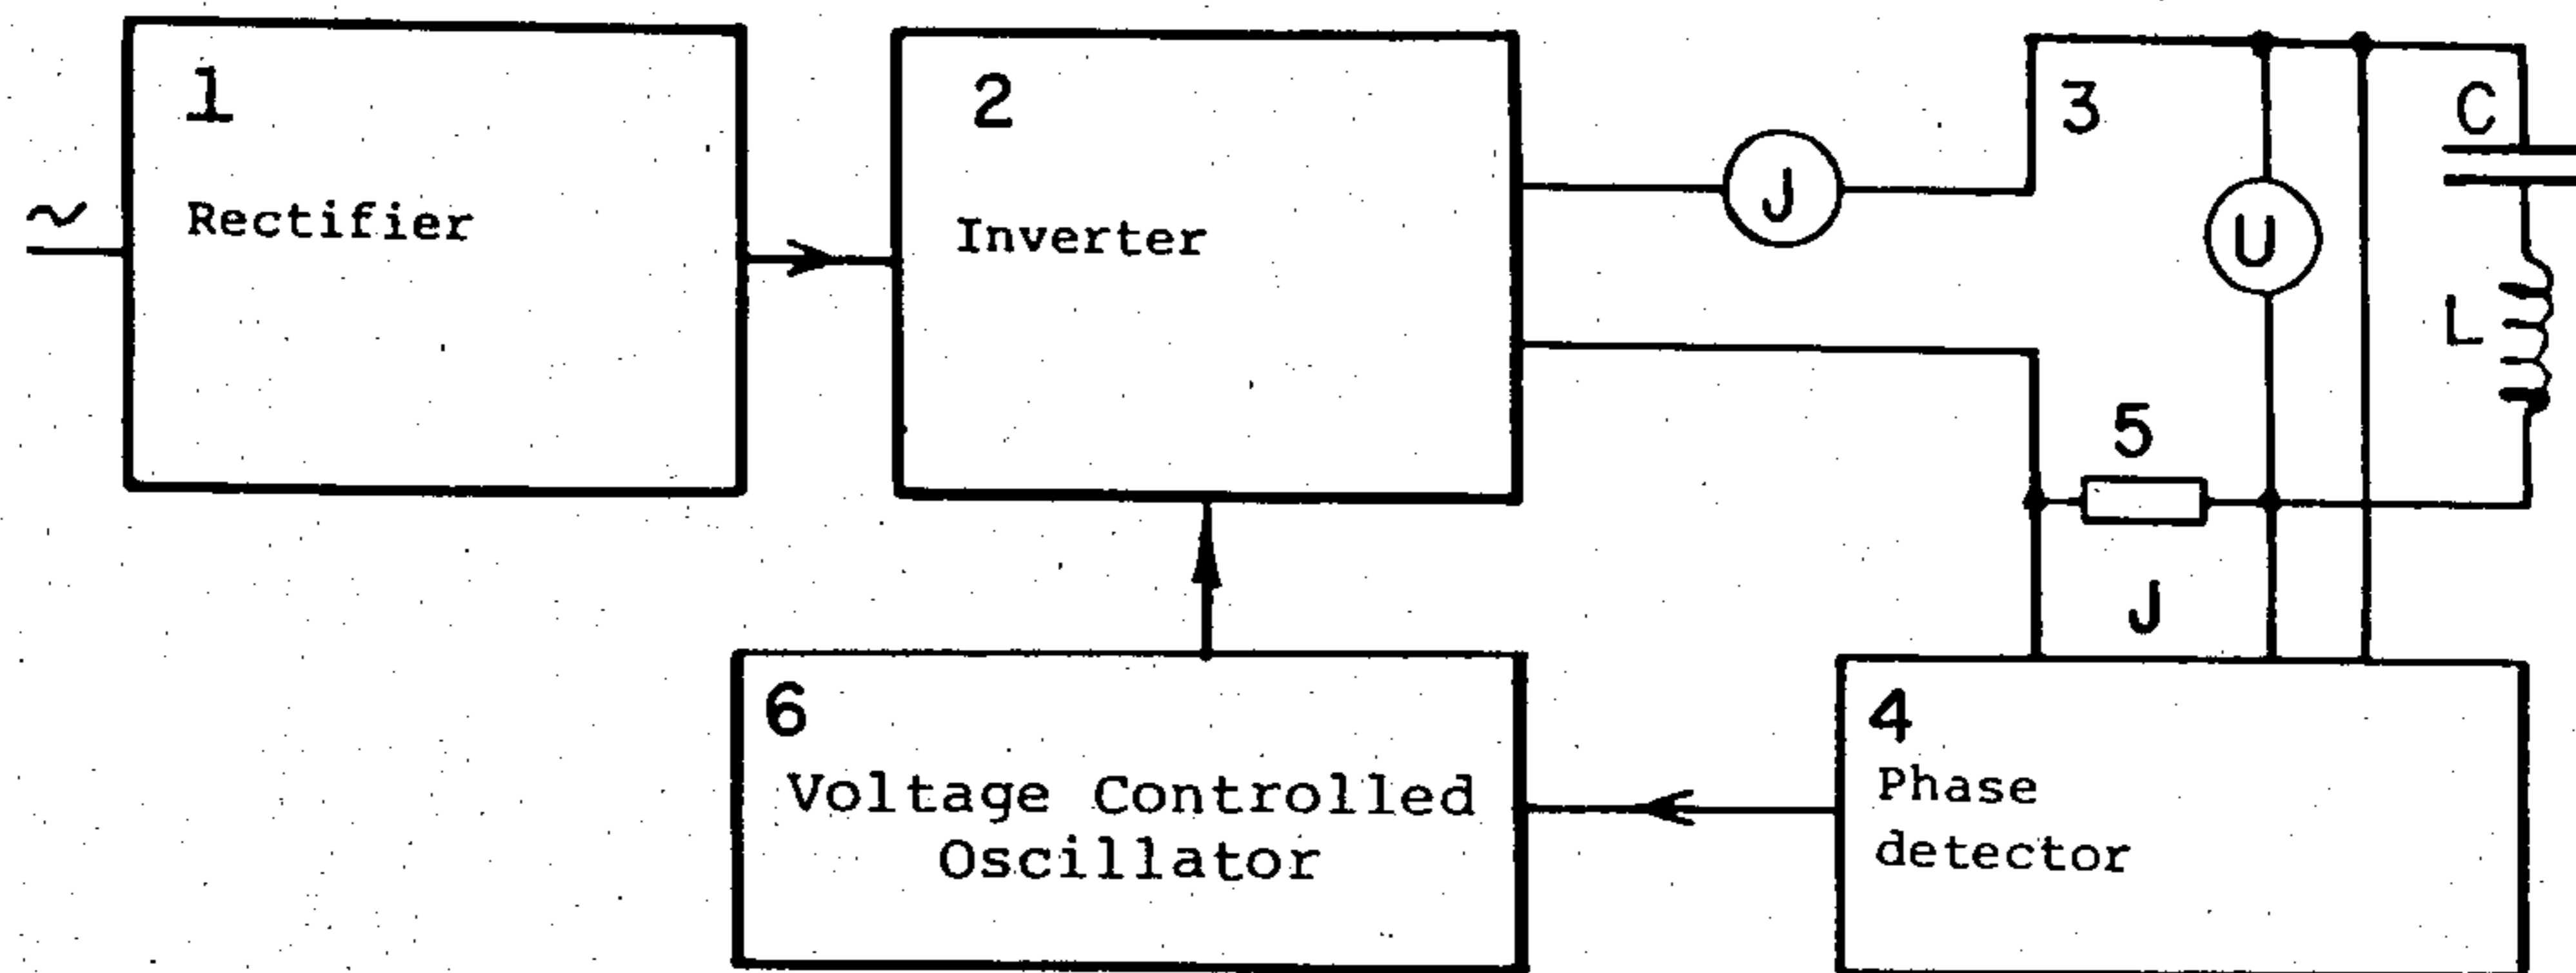 1
Rectifier
~
2
Inverter
J
3
U
C
L
5
J
6
Voltage Controlled
Oscillator
4
Phase
detector